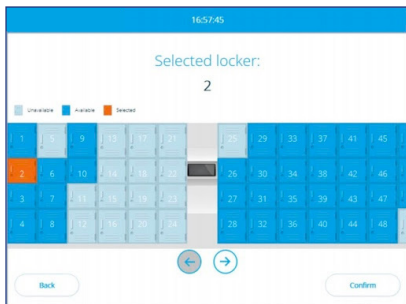 16:57:45
Selected locker:
2
Unavailable Available Selected
1 5 9 13 17 21 25 29 33 37 41 45
2 6 10 14 18 22 26 30 34 38 42 46
3 7 11 15 19 23 27 31 35 39 43 47
4 8 12 16 20 24 28 32 36 40 44 48
Back
Confirm